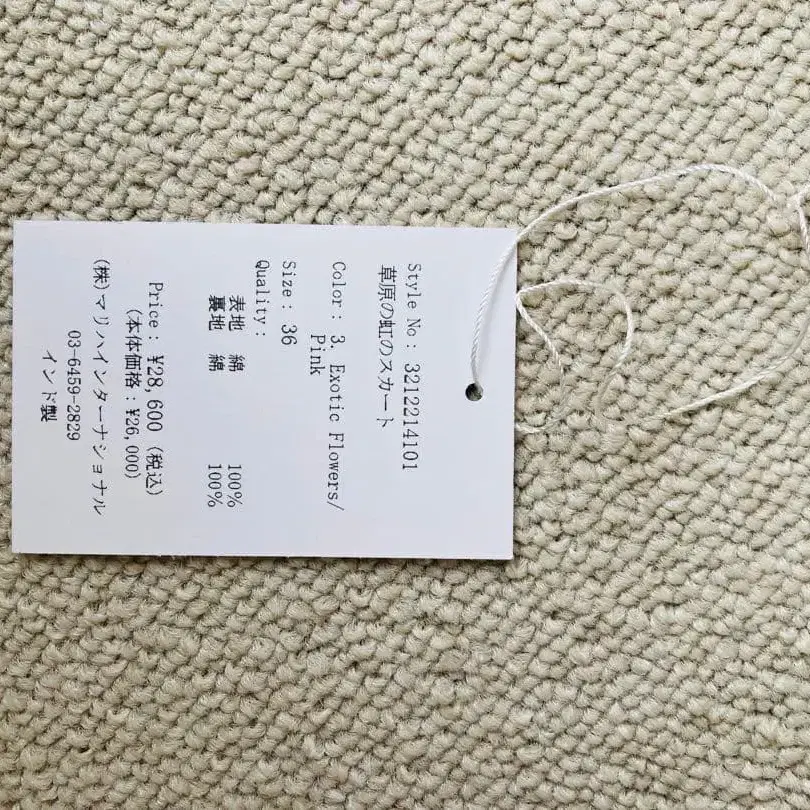 Style No: 3212214101
草原の虹のスカート
Color: 3. Exotic Flowers/
Pink
Size: 36
Quality:
表地 綿 100%
裏地 綿 100%
Price: ¥28,600 (税込)
(本体価格:¥26,000)
(株)マリハインターナショナル
03-6459-2829
インド製